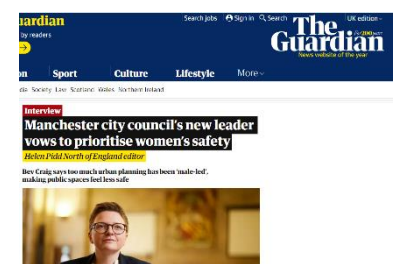 uardian
by readers
Search jobs
Sign in
Search
UK edition
The
Guardian
For 200 years
News website of the year
on
Sport
Culture
Lifestyle
More
dia Society Law Scotland Wales Northern Ireland
Interview
Manchester city council's new leader
vows to prioritise women's safety
Helen Pidd North of England editor
Bev Craig says too much urban planning has been 'male-led',
making public spaces feel less safe